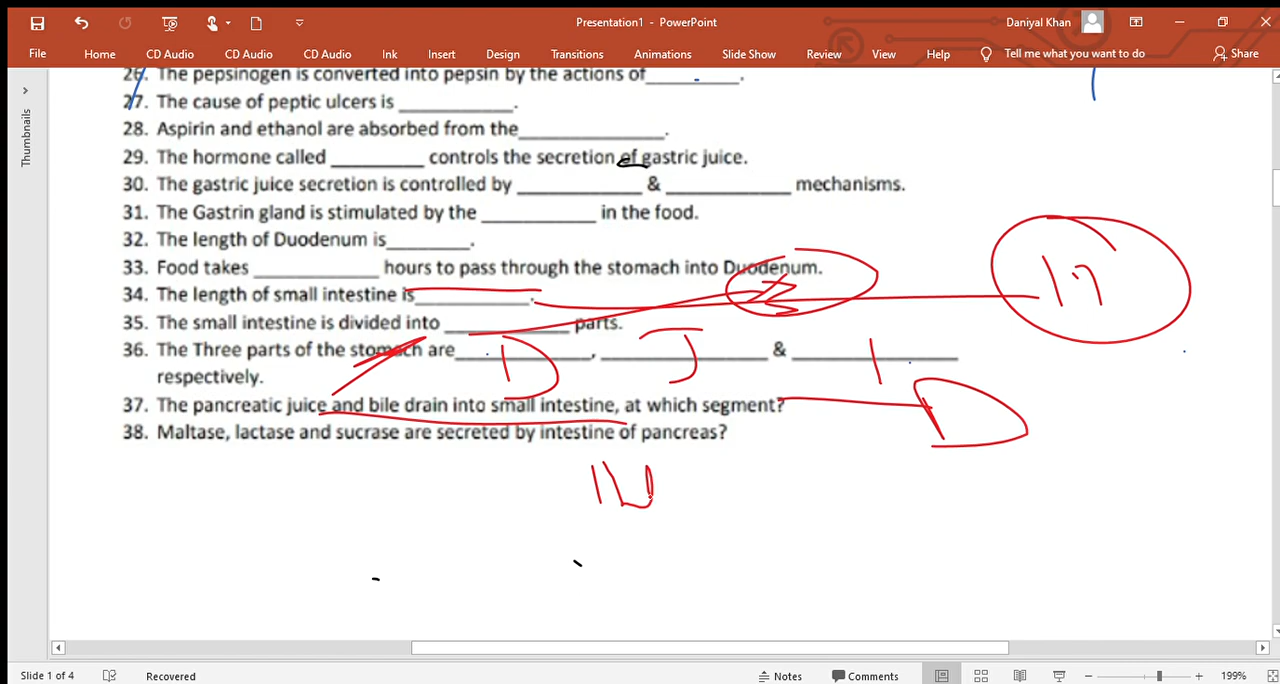 Presentation1 - PowerPoint
Daniyal Khan
File Home CD Audio CD Audio CD Audio Ink Insert Design Transitions Animations Slide Show Review View Help Tell me what you want to do Share
Thumbnails
26. The pepsinogen is converted into pepsin by the actions of__________.
27. The cause of peptic ulcers is ____________.
28. Aspirin and ethanol are absorbed from the_______________.
29. The hormone called __________ controls the secretion of gastric juice.
30. The gastric juice secretion is controlled by _____________ & _____________ mechanisms.
31. The Gastrin gland is stimulated by the ____________ in the food.
32. The length of Duodenum is_________.
33. Food takes _____________ hours to pass through the stomach into Duodenum.
34. The length of small intestine is____________.
35. The small intestine is divided into _____________ parts.
36. The Three parts of the stomach are______________, _________________ & _________________
respectively.
D J I
37. The pancreatic juice and bile drain into small intestine, at which segment?
D
38. Maltase, lactase and sucrase are secreted by intestine of pancreas?
Slide 1 of 4 Recovered Notes Comments 199%